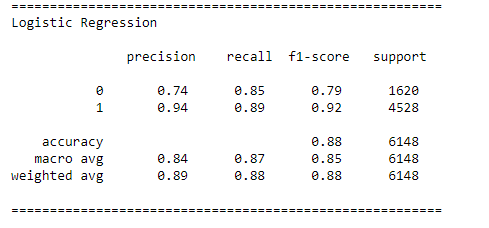 ========================================================
Logistic Regression
precision recall f1-score support
0 0.74 0.85 0.79 1620
1 0.94 0.89 0.92 4528
accuracy 0.88 6148
macro avg 0.84 0.87 0.85 6148
weighted avg 0.89 0.88 0.88 6148
========================================================